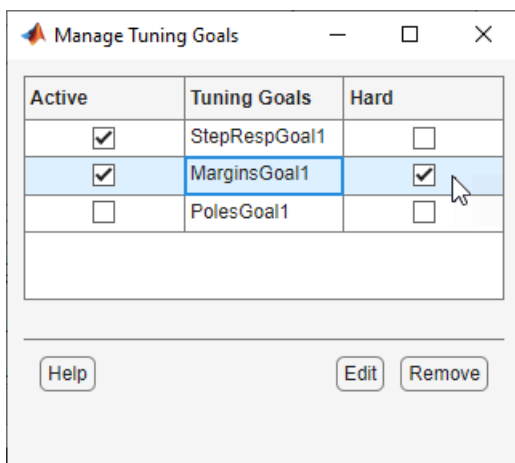 Manage Tuning Goals
Active Tuning Goals Hard
StepRespGoal1
MarginsGoal1
PolesGoal1
Help Edit Remove